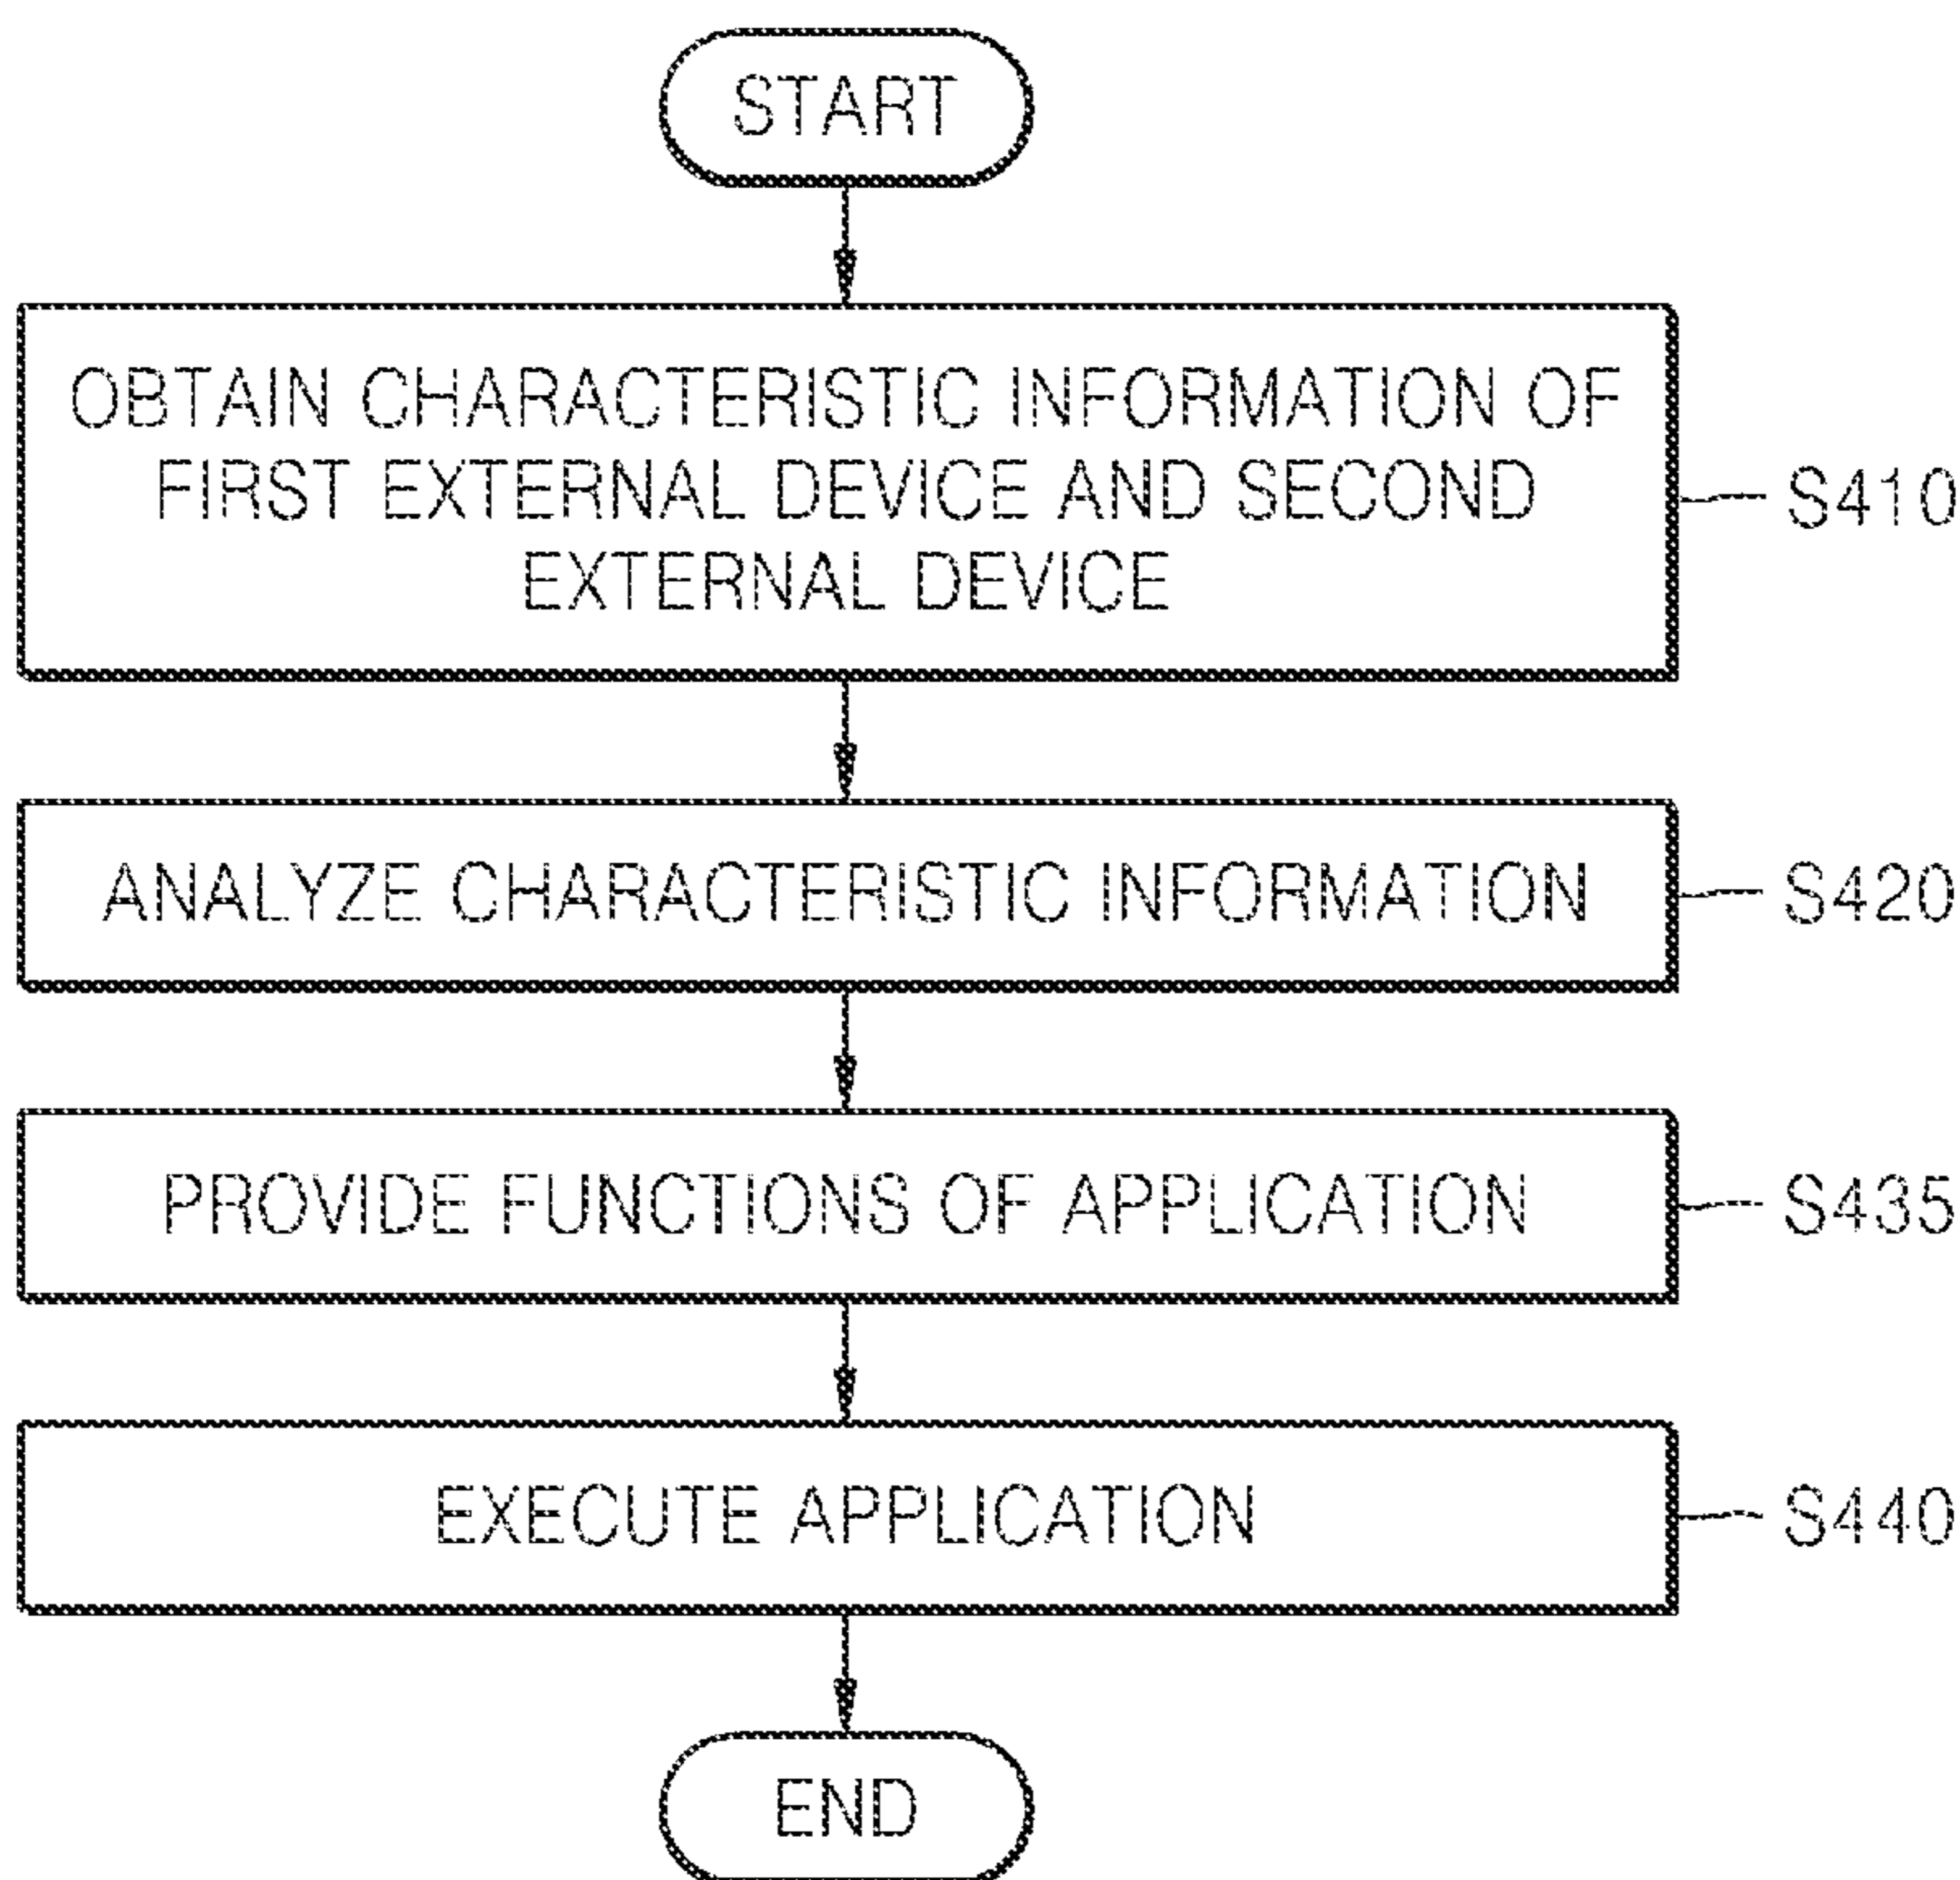 START
OBTAIN CHARACTERISTIC INFORMATION OF
FIRST EXTERNAL DEVICE AND SECOND
EXTERNAL DEVICE
S410
ANALYZE CHARACTERISTIC INFORMATION
S420
PROVIDE FUNCTIONS OF APPLICATION
S435
EXECUTE APPLICATION
S440
END